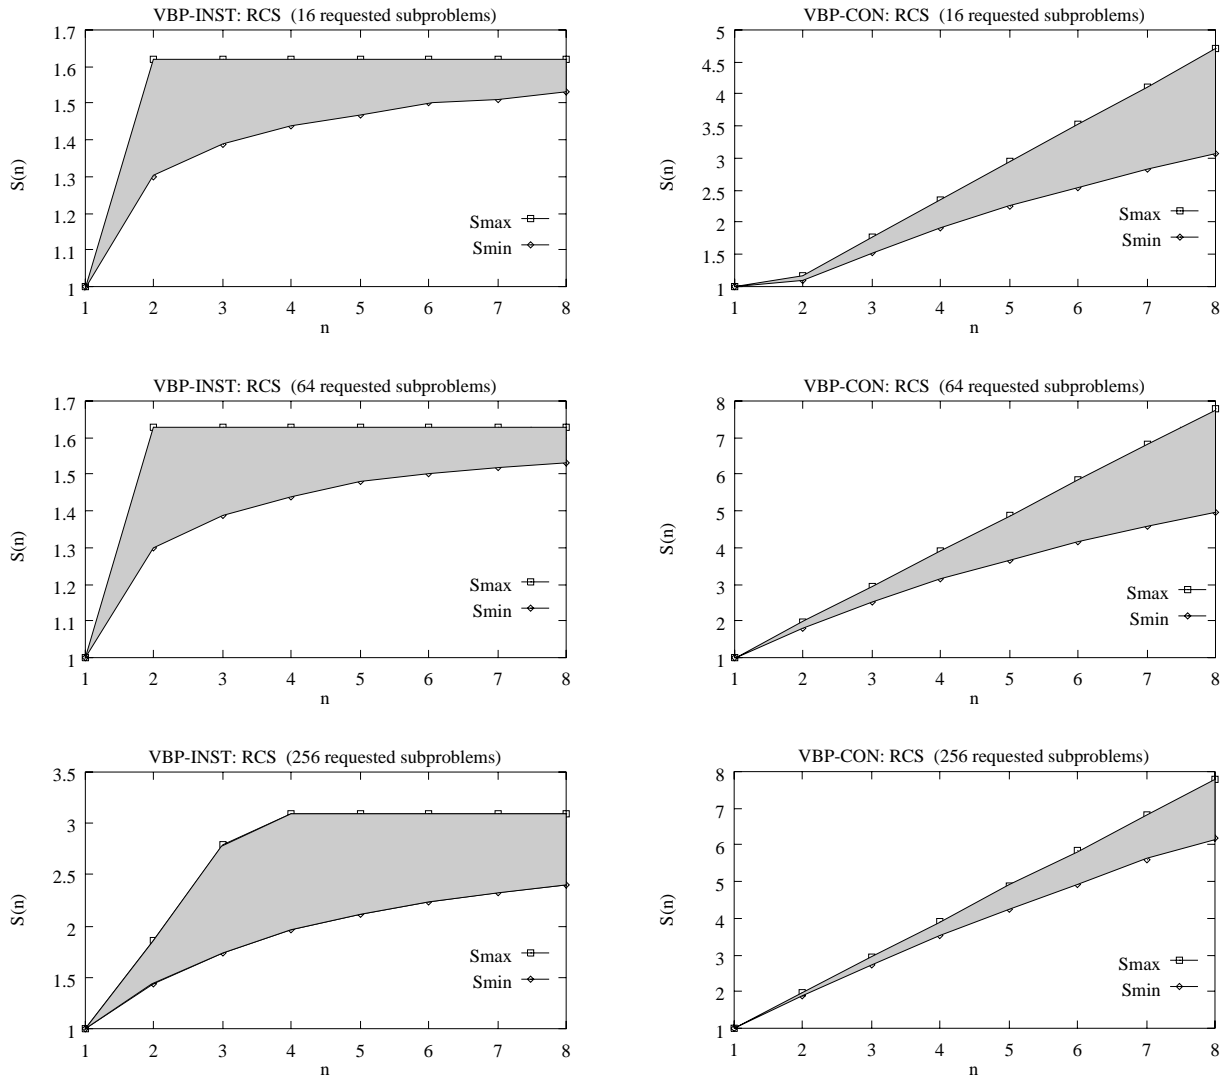 VBP-INST: RCS (16 requested subproblems)
1.7
1.6
1.5
1.4
1.3
1.2
1.1
1
S(n)
Smax
Smin
1 2 3 4 5 6 7 8
n
VBP-CON: RCS (16 requested subproblems)
5
4.5
4
3.5
3
2.5
2
1.5
1
S(n)
Smax
Smin
1 2 3 4 5 6 7 8
n
VBP-INST: RCS (64 requested subproblems)
1.7
1.6
1.5
1.4
1.3
1.2
1.1
1
S(n)
Smax
Smin
1 2 3 4 5 6 7 8
n
VBP-CON: RCS (64 requested subproblems)
8
7
6
5
4
3
2
1
S(n)
Smax
Smin
1 2 3 4 5 6 7 8
n
VBP-INST: RCS (256 requested subproblems)
3.5
3
2.5
2
1.5
1
S(n)
Smax
Smin
1 2 3 4 5 6 7 8
n
VBP-CON: RCS (256 requested subproblems)
8
7
6
5
4
3
2
1
S(n)
Smax
Smin
1 2 3 4 5 6 7 8
n